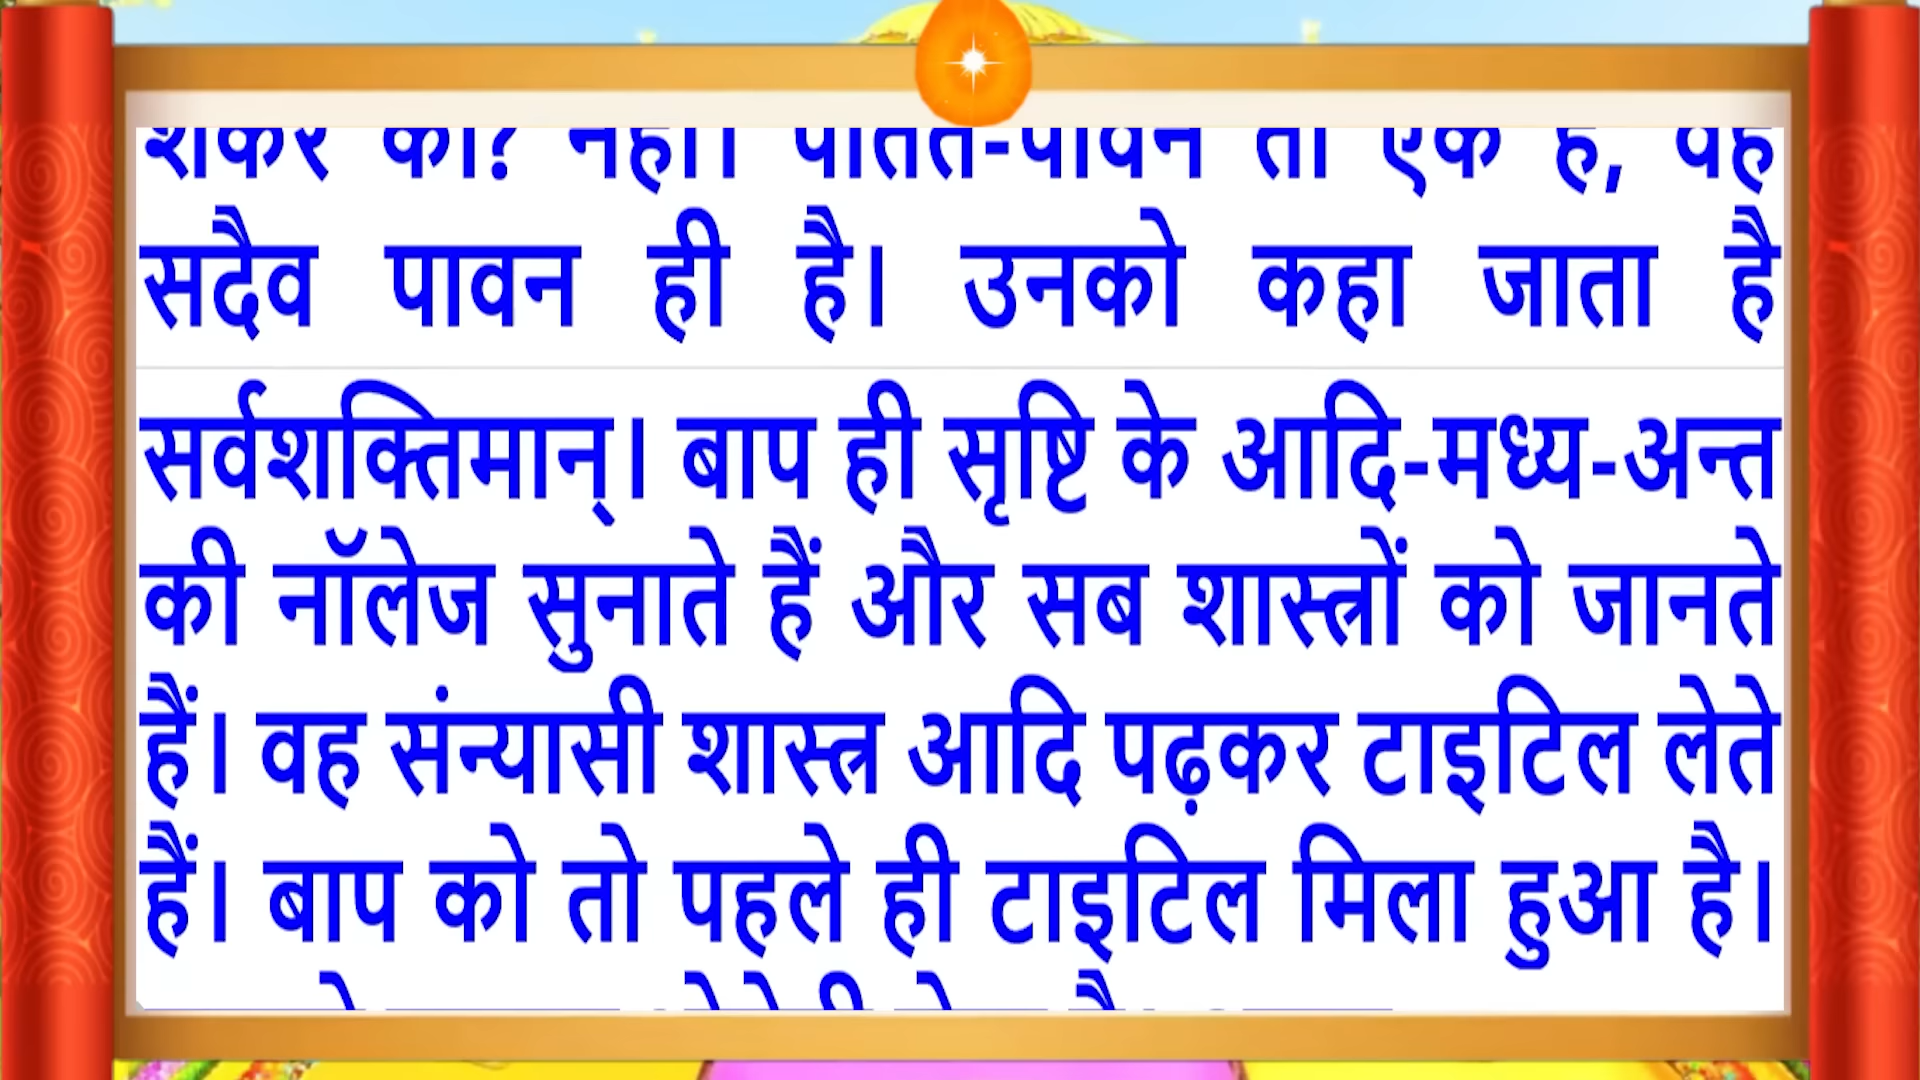 शंकर को? नहीं। पतित-पावन तो एक है, वह
सदैव पावन ही है। उनको कहा जाता है
सर्वशक्तिमान्। बाप ही सृष्टि के आदि-मध्य-अन्त
की नॉलेज सुनाते हैं और सब शास्त्रों को जानते
हैं। वह संन्यासी शास्त्र आदि पढ़कर टाइटिल लेते
हैं। बाप को तो पहले ही टाइटिल मिला हुआ है।